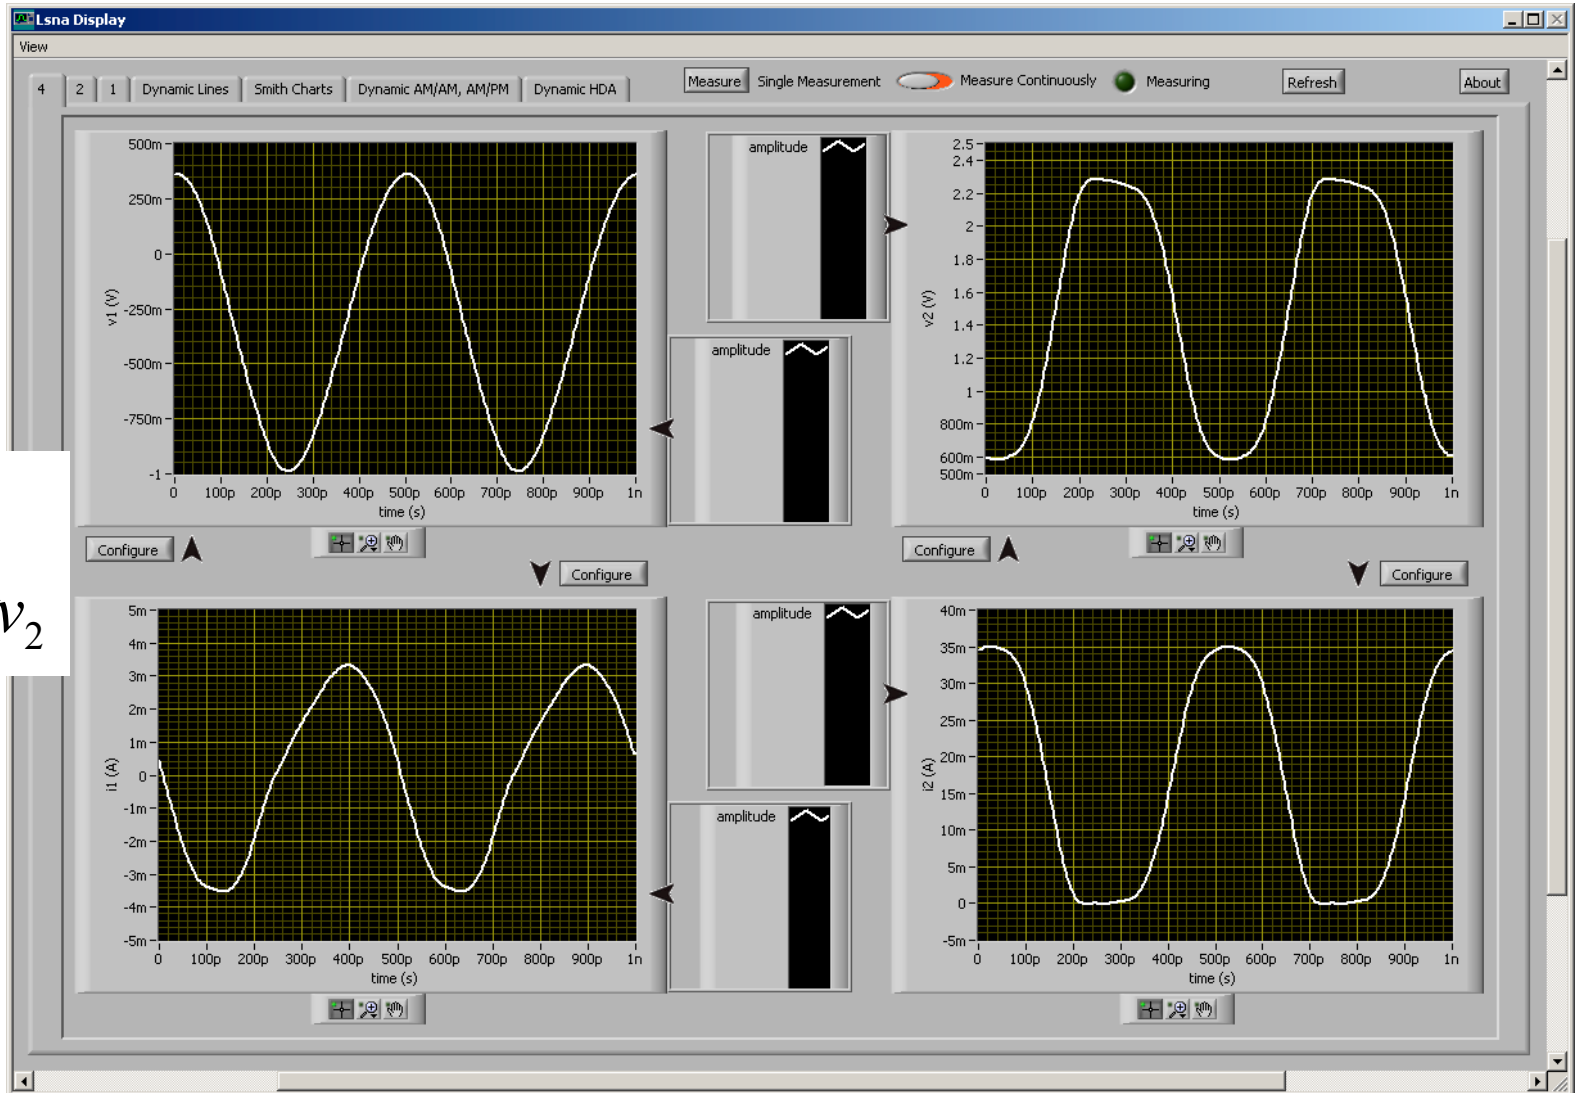 Lsna Display
View
4 2 1 Dynamic Lines Smith Charts Dynamic AM/AM, AM/PM Dynamic HDA Measure Single Measurement Measure Continuously Measuring Refresh About
500m
250m
0
-250m
-500m
-750m
-1
v1 (V)
0 100p 200p 300p 400p 500p 600p 700p 800p 900p 1n
time (s)
amplitude
amplitude
2.5
2.4
2.2
2
1.8
1.6
1.4
1.2
1
800m
600m
500m
v2 (V)
0 100p 200p 300p 400p 500p 600p 700p 800p 900p 1n
time (s)
Configure
Configure
Configure
Configure
v2
5m
4m
3m
2m
1m
0
-1m
-2m
-3m
-4m
-5m
i1 (A)
0 100p 200p 300p 400p 500p 600p 700p 800p 900p 1n
time (s)
amplitude
amplitude
40m
35m
30m
25m
20m
15m
10m
5m
0
-5m
i2 (A)
0 100p 200p 300p 400p 500p 600p 700p 800p 900p 1n
time (s)